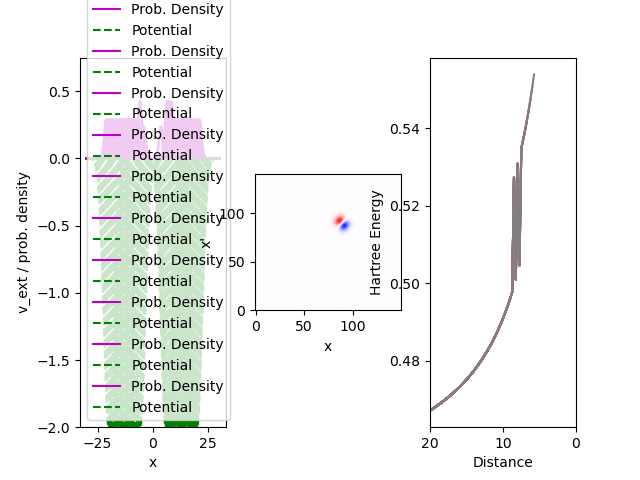 Prob. Density
Potential
Prob. Density
Potential
Prob. Density
Potential
Prob. Density
Potential
Prob. Density
Potential
Prob. Density
Potential
Prob. Density
Potential
Prob. Density
Potential
Prob. Density
Potential
Prob. Density
Potential
v_ext / prob. density
0.5
0.0
−0.5
−1.0
−1.5
−2.0
−25
0
25
x
x'
100
50
0
0
50
100
x
Hartree Energy
0.54
0.52
0.50
0.48
20
10
0
Distance